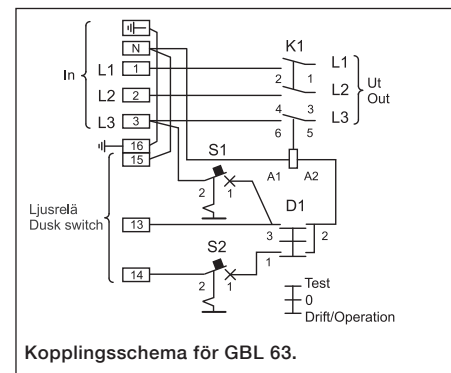 N
K1
In
L1 1
L2 2
L3 3
2 1
4 3
6 5
L1
L2
L3
Ut
Out
16
15
S1
A1 A2
2 1
D1
Ljusrelä
Dusk switch
13
3
2
S2
1
14
2 1
Test
0
Drift/Operation
Kopplingsschema för GBL 63.